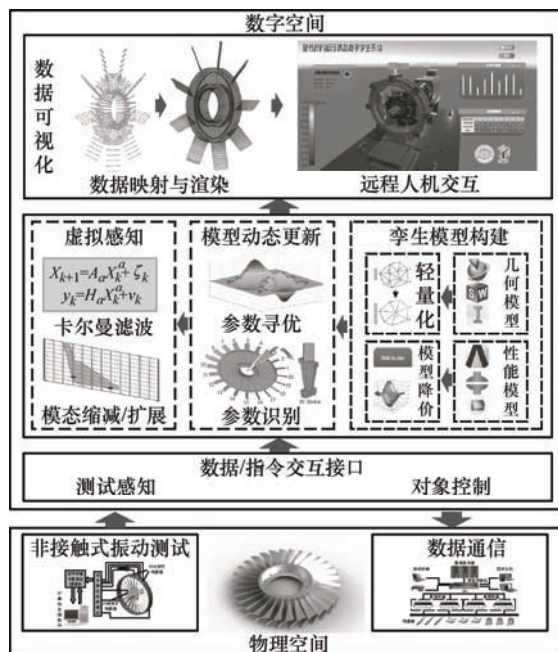 数字空间
数据可视化
数据映射与渲染
远程人机交互
虚拟感知
X_{k+1}=A_aX_k^a+ζ_k
y_k=H_aX_k^a+v_k
卡尔曼滤波
模态缩减/扩展
模型动态更新
参数寻优
参数识别
孪生模型构建
轻量化
几何模型
模型降价
性能模型
数据/指令交互接口
测试感知
对象控制
非接触式振动测试
数据通信
物理空间